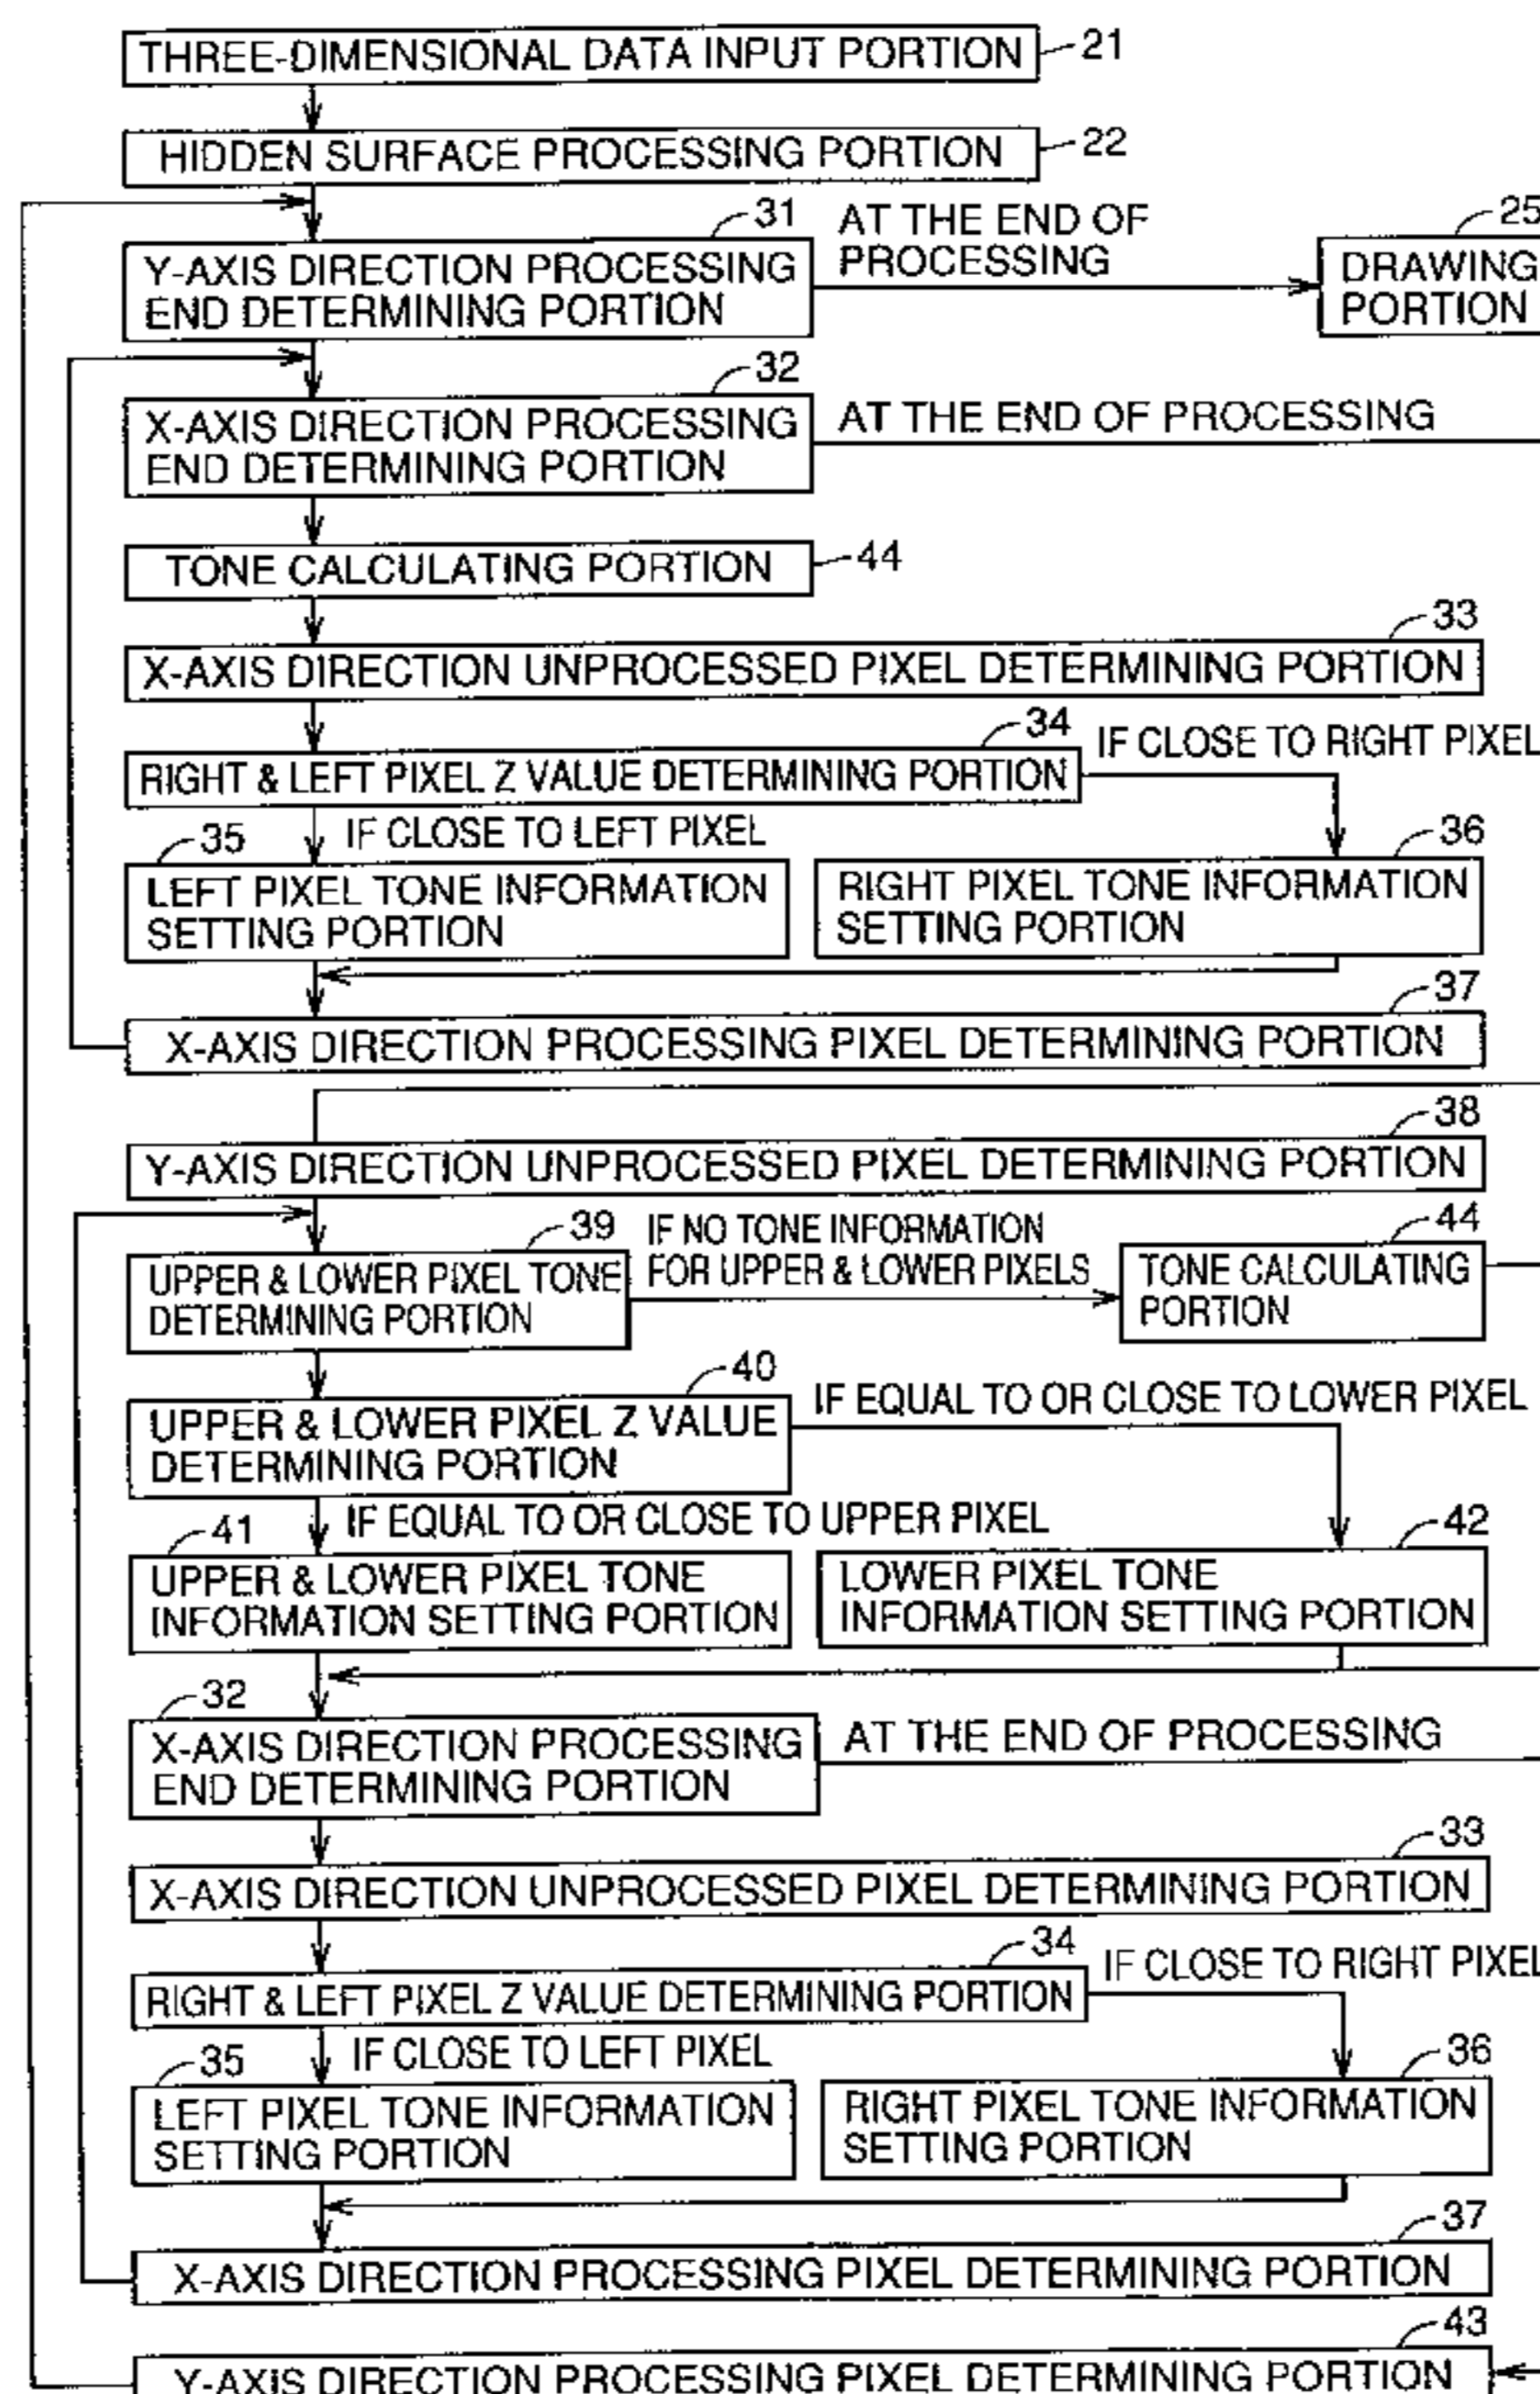 THREE-DIMENSIONAL DATA INPUT PORTION
21
HIDDEN SURFACE PROCESSING PORTION
22
31
AT THE END OF
PROCESSING
25
Y-AXIS DIRECTION PROCESSING
END DETERMINING PORTION
DRAWING
PORTION
32
X-AXIS DIRECTION PROCESSING
END DETERMINING PORTION
AT THE END OF PROCESSING
TONE CALCULATING PORTION
44
33
X-AXIS DIRECTION UNPROCESSED PIXEL DETERMINING PORTION
34
IF CLOSE TO RIGHT PIXEL
RIGHT & LEFT PIXEL Z VALUE DETERMINING PORTION
35
IF CLOSE TO LEFT PIXEL
36
LEFT PIXEL TONE INFORMATION
SETTING PORTION
RIGHT PIXEL TONE INFORMATION
SETTING PORTION
37
X-AXIS DIRECTION PROCESSING PIXEL DETERMINING PORTION
38
Y-AXIS DIRECTION UNPROCESSED PIXEL DETERMINING PORTION
39
IF NO TONE INFORMATION
FOR UPPER & LOWER PIXELS
44
UPPER & LOWER PIXEL TONE
DETERMINING PORTION
TONE CALCULATING
PORTION
40
IF EQUAL TO OR CLOSE TO LOWER PIXEL
UPPER & LOWER PIXEL Z VALUE
DETERMINING PORTION
41
IF EQUAL TO OR CLOSE TO UPPER PIXEL
42
UPPER & LOWER PIXEL TONE
INFORMATION SETTING PORTION
LOWER PIXEL TONE
INFORMATION SETTING PORTION
32
X-AXIS DIRECTION PROCESSING
END DETERMINING PORTION
AT THE END OF PROCESSING
33
X-AXIS DIRECTION UNPROCESSED PIXEL DETERMINING PORTION
34
IF CLOSE TO RIGHT PIXEL
RIGHT & LEFT PIXEL Z VALUE DETERMINING PORTION
35
IF CLOSE TO LEFT PIXEL
36
LEFT PIXEL TONE INFORMATION
SETTING PORTION
RIGHT PIXEL TONE INFORMATION
SETTING PORTION
37
X-AXIS DIRECTION PROCESSING PIXEL DETERMINING PORTION
43
Y-AXIS DIRECTION PROCESSING PIXEL DETERMINING PORTION